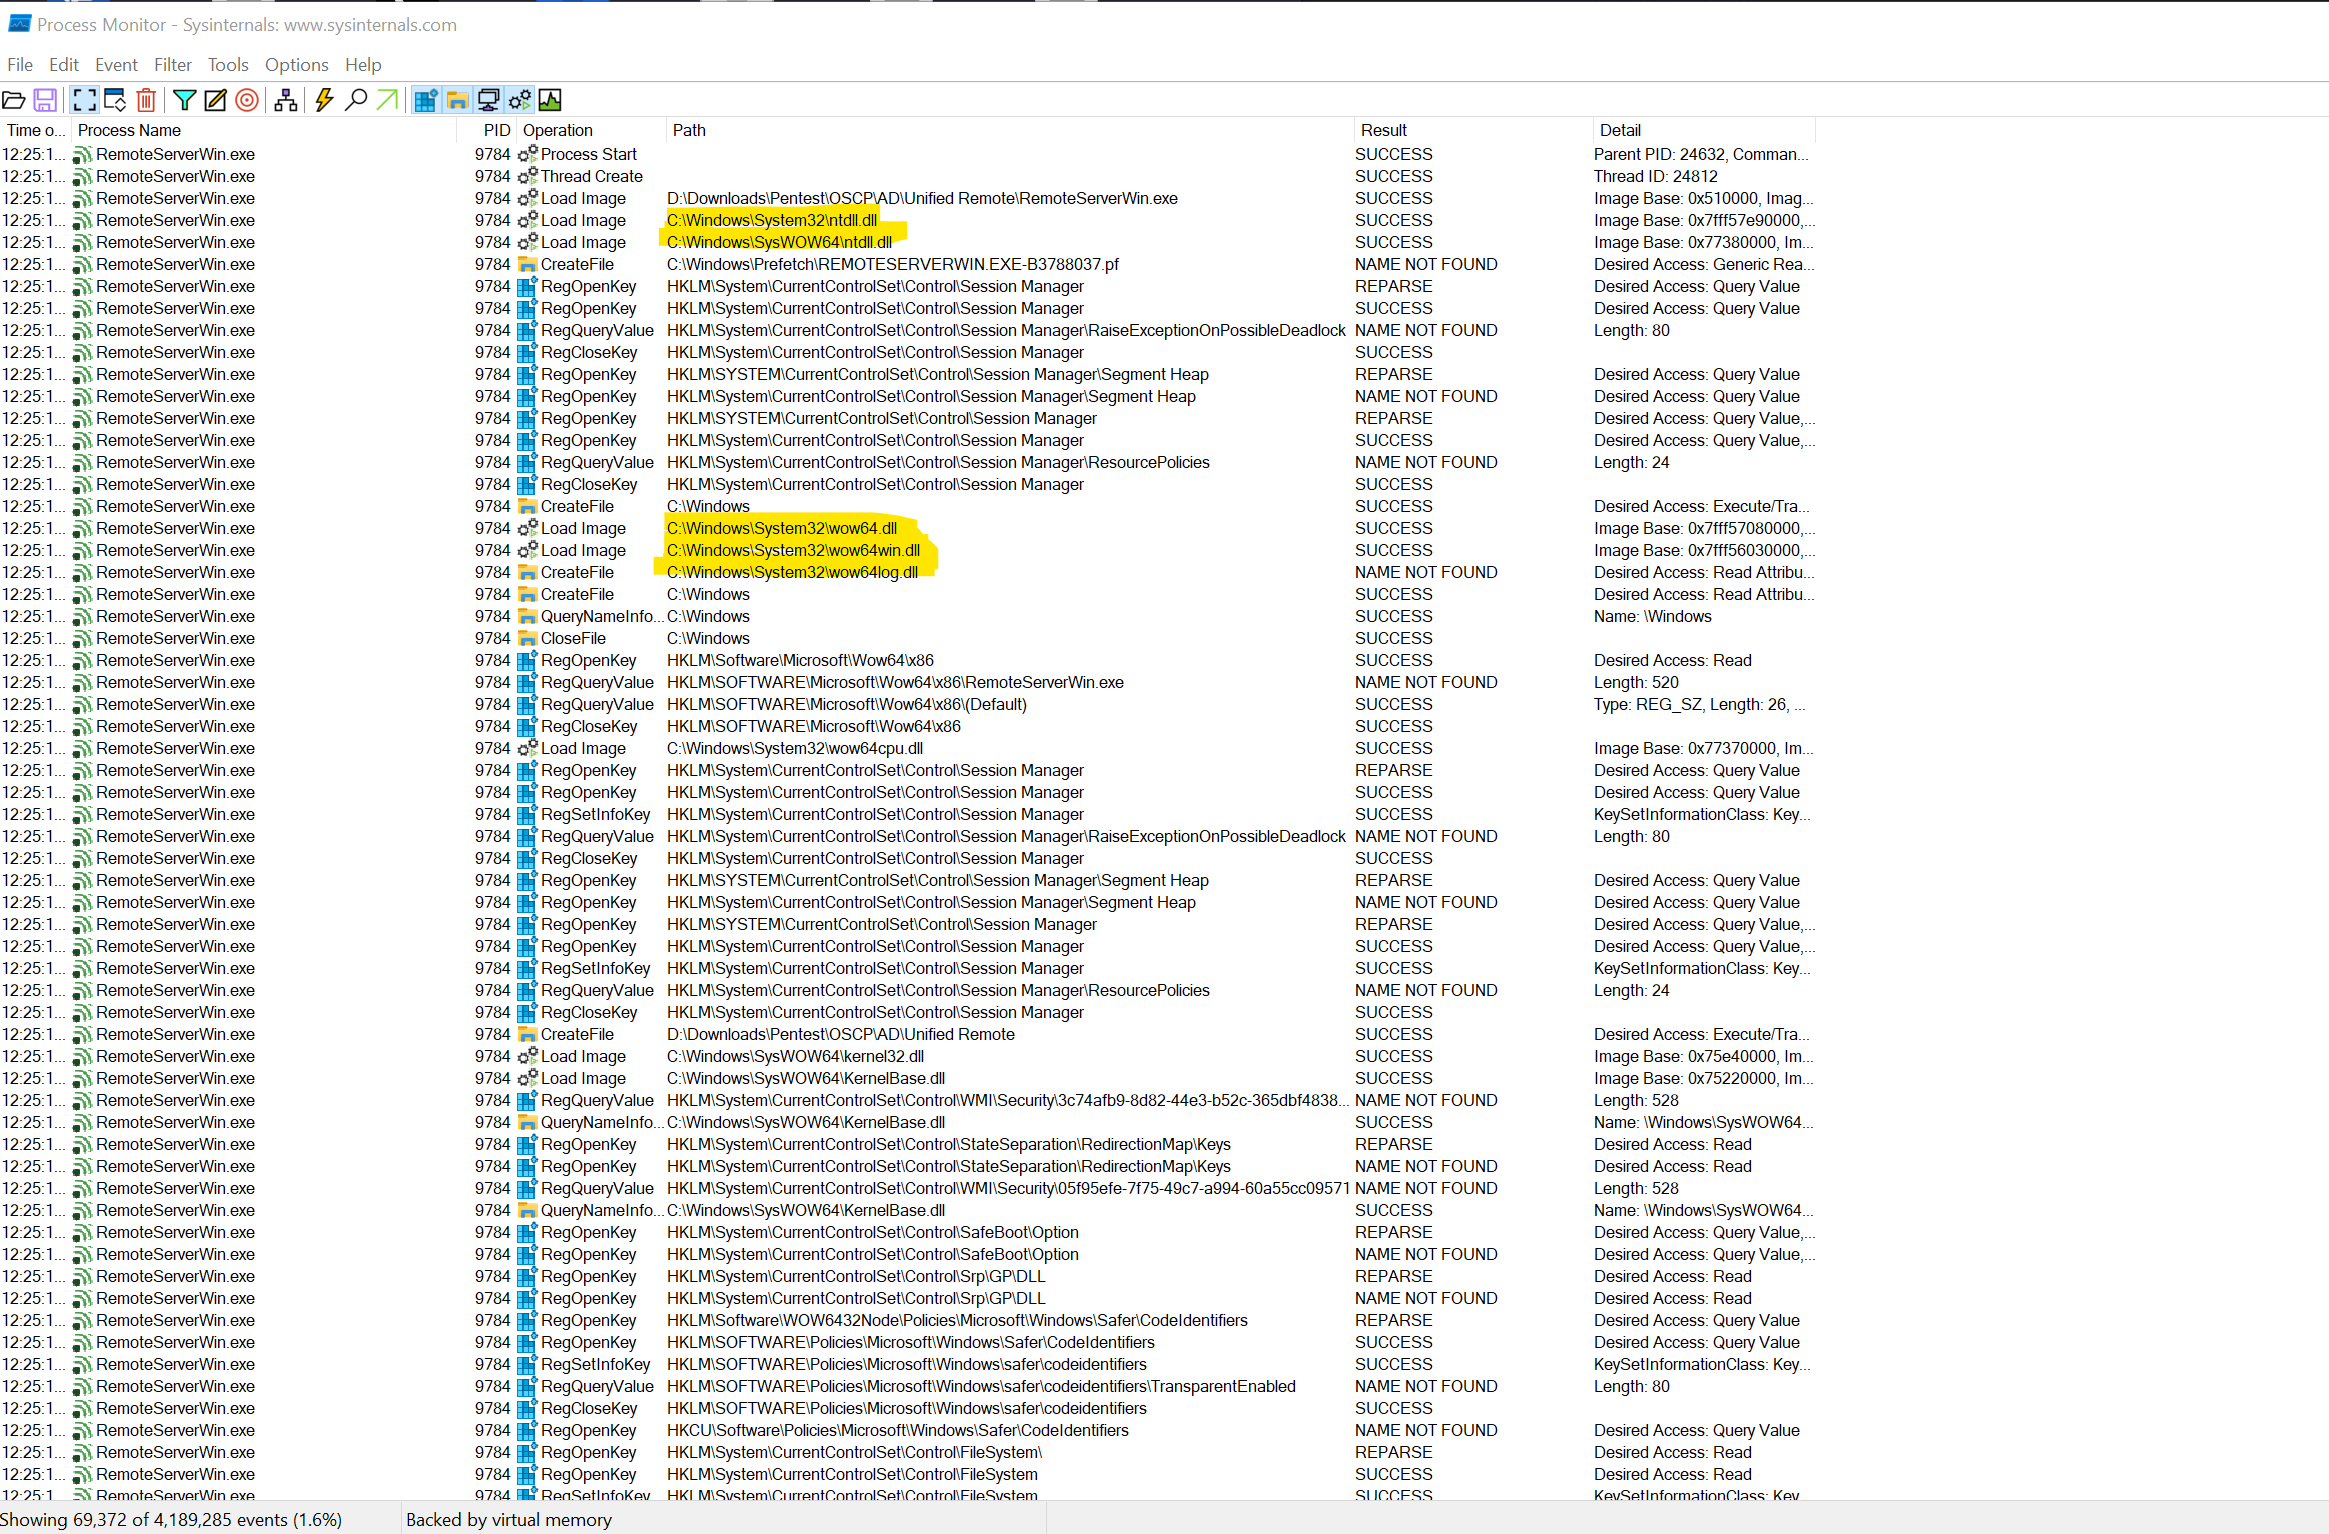 Process Monitor - Sysinternals: www.sysinternals.com
File Edit Event Filter Tools Options Help
Time o... Process Name PID Operation Path Result Detail
12:25:1... RemoteServerWin.exe 9784 Process Start SUCCESS Parent PID: 24632, Comman...
12:25:1... RemoteServerWin.exe 9784 Thread Create SUCCESS Thread ID: 24812
12:25:1... RemoteServerWin.exe 9784 Load Image D:\Downloads\Pentest\OSCP\AD\Unified Remote\RemoteServerWin.exe SUCCESS Image Base: 0x510000, Imag...
12:25:1... RemoteServerWin.exe 9784 Load Image C:\Windows\System32\ntdll.dll SUCCESS Image Base: 0x7fff57e90000,...
12:25:1... RemoteServerWin.exe 9784 Load Image C:\Windows\SysWOW64\ntdll.dll SUCCESS Image Base: 0x77380000, Im...
12:25:1... RemoteServerWin.exe 9784 CreateFile C:\Windows\Prefetch\REMOTESERVERWIN.EXE-B3788037.pf NAME NOT FOUND Desired Access: Generic Rea...
12:25:1... RemoteServerWin.exe 9784 RegOpenKey HKLM\System\CurrentControlSet\Control\Session Manager REPARSE Desired Access: Query Value
12:25:1... RemoteServerWin.exe 9784 RegOpenKey HKLM\System\CurrentControlSet\Control\Session Manager SUCCESS Desired Access: Query Value
12:25:1... RemoteServerWin.exe 9784 RegQueryValue HKLM\System\CurrentControlSet\Control\Session Manager\RaiseExceptionOnPossibleDeadlock NAME NOT FOUND Length: 80
12:25:1... RemoteServerWin.exe 9784 RegCloseKey HKLM\System\CurrentControlSet\Control\Session Manager SUCCESS
12:25:1... RemoteServerWin.exe 9784 RegOpenKey HKLM\SYSTEM\CurrentControlSet\Control\Session Manager\Segment Heap REPARSE Desired Access: Query Value
12:25:1... RemoteServerWin.exe 9784 RegOpenKey HKLM\System\CurrentControlSet\Control\Session Manager\Segment Heap NAME NOT FOUND Desired Access: Query Value
12:25:1... RemoteServerWin.exe 9784 RegOpenKey HKLM\SYSTEM\CurrentControlSet\Control\Session Manager REPARSE Desired Access: Query Value,...
12:25:1... RemoteServerWin.exe 9784 RegOpenKey HKLM\System\CurrentControlSet\Control\Session Manager SUCCESS Desired Access: Query Value,...
12:25:1... RemoteServerWin.exe 9784 RegQueryValue HKLM\System\CurrentControlSet\Control\Session Manager\ResourcePolicies NAME NOT FOUND Length: 24
12:25:1... RemoteServerWin.exe 9784 RegCloseKey HKLM\System\CurrentControlSet\Control\Session Manager SUCCESS
12:25:1... RemoteServerWin.exe 9784 CreateFile C:\Windows SUCCESS Desired Access: Execute/Tra...
12:25:1... RemoteServerWin.exe 9784 Load Image C:\Windows\System32\wow64.dll SUCCESS Image Base: 0x7fff57080000,...
12:25:1... RemoteServerWin.exe 9784 Load Image C:\Windows\System32\wow64win.dll SUCCESS Image Base: 0x7fff56030000,...
12:25:1... RemoteServerWin.exe 9784 CreateFile C:\Windows\System32\wow64log.dll NAME NOT FOUND Desired Access: Read Attribu...
12:25:1... RemoteServerWin.exe 9784 CreateFile C:\Windows SUCCESS Desired Access: Read Attribu...
12:25:1... RemoteServerWin.exe 9784 QueryNameInfo... C:\Windows SUCCESS Name: \Windows
12:25:1... RemoteServerWin.exe 9784 CloseFile C:\Windows SUCCESS
12:25:1... RemoteServerWin.exe 9784 RegOpenKey HKLM\Software\Microsoft\Wow64\x86 SUCCESS Desired Access: Read
12:25:1... RemoteServerWin.exe 9784 RegQueryValue HKLM\SOFTWARE\Microsoft\Wow64\x86\RemoteServerWin.exe NAME NOT FOUND Length: 520
12:25:1... RemoteServerWin.exe 9784 RegQueryValue HKLM\SOFTWARE\Microsoft\Wow64\x86\(Default) SUCCESS Type: REG_SZ, Length: 26, ...
12:25:1... RemoteServerWin.exe 9784 RegCloseKey HKLM\SOFTWARE\Microsoft\Wow64\x86 SUCCESS
12:25:1... RemoteServerWin.exe 9784 Load Image C:\Windows\System32\wow64cpu.dll SUCCESS Image Base: 0x77370000, Im...
12:25:1... RemoteServerWin.exe 9784 RegOpenKey HKLM\System\CurrentControlSet\Control\Session Manager REPARSE Desired Access: Query Value
12:25:1... RemoteServerWin.exe 9784 RegOpenKey HKLM\System\CurrentControlSet\Control\Session Manager SUCCESS Desired Access: Query Value
12:25:1... RemoteServerWin.exe 9784 RegSetInfoKey HKLM\System\CurrentControlSet\Control\Session Manager SUCCESS KeySetInformationClass: Key...
12:25:1... RemoteServerWin.exe 9784 RegQueryValue HKLM\System\CurrentControlSet\Control\Session Manager\RaiseExceptionOnPossibleDeadlock NAME NOT FOUND Length: 80
12:25:1... RemoteServerWin.exe 9784 RegCloseKey HKLM\System\CurrentControlSet\Control\Session Manager SUCCESS
12:25:1... RemoteServerWin.exe 9784 RegOpenKey HKLM\SYSTEM\CurrentControlSet\Control\Session Manager\Segment Heap REPARSE Desired Access: Query Value
12:25:1... RemoteServerWin.exe 9784 RegOpenKey HKLM\System\CurrentControlSet\Control\Session Manager\Segment Heap NAME NOT FOUND Desired Access: Query Value
12:25:1... RemoteServerWin.exe 9784 RegOpenKey HKLM\SYSTEM\CurrentControlSet\Control\Session Manager REPARSE Desired Access: Query Value,...
12:25:1... RemoteServerWin.exe 9784 RegOpenKey HKLM\System\CurrentControlSet\Control\Session Manager SUCCESS Desired Access: Query Value,...
12:25:1... RemoteServerWin.exe 9784 RegSetInfoKey HKLM\System\CurrentControlSet\Control\Session Manager SUCCESS KeySetInformationClass: Key...
12:25:1... RemoteServerWin.exe 9784 RegQueryValue HKLM\System\CurrentControlSet\Control\Session Manager\ResourcePolicies NAME NOT FOUND Length: 24
12:25:1... RemoteServerWin.exe 9784 RegCloseKey HKLM\System\CurrentControlSet\Control\Session Manager SUCCESS
12:25:1... RemoteServerWin.exe 9784 CreateFile D:\Downloads\Pentest\OSCP\AD\Unified Remote SUCCESS Desired Access: Execute/Tra...
12:25:1... RemoteServerWin.exe 9784 Load Image C:\Windows\SysWOW64\kernel32.dll SUCCESS Image Base: 0x75e40000, Im...
12:25:1... RemoteServerWin.exe 9784 Load Image C:\Windows\SysWOW64\KernelBase.dll SUCCESS Image Base: 0x75220000, Im...
12:25:1... RemoteServerWin.exe 9784 RegQueryValue HKLM\System\CurrentControlSet\Control\WMI\Security\3c74afb9-8d82-44e3-b52c-365dbf4838... NAME NOT FOUND Length: 528
12:25:1... RemoteServerWin.exe 9784 QueryNameInfo... C:\Windows\SysWOW64\KernelBase.dll SUCCESS Name: \Windows\SysWOW64...
12:25:1... RemoteServerWin.exe 9784 RegOpenKey HKLM\System\CurrentControlSet\Control\StateSeparation\RedirectionMap\Keys REPARSE Desired Access: Read
12:25:1... RemoteServerWin.exe 9784 RegOpenKey HKLM\System\CurrentControlSet\Control\StateSeparation\RedirectionMap\Keys NAME NOT FOUND Desired Access: Read
12:25:1... RemoteServerWin.exe 9784 RegQueryValue HKLM\System\CurrentControlSet\Control\WMI\Security\05f95efe-7f75-49c7-a994-60a55cc09571 NAME NOT FOUND Length: 528
12:25:1... RemoteServerWin.exe 9784 QueryNameInfo... C:\Windows\SysWOW64\KernelBase.dll SUCCESS Name: \Windows\SysWOW64...
12:25:1... RemoteServerWin.exe 9784 RegOpenKey HKLM\System\CurrentControlSet\Control\SafeBoot\Option REPARSE Desired Access: Query Value,...
12:25:1... RemoteServerWin.exe 9784 RegOpenKey HKLM\System\CurrentControlSet\Control\SafeBoot\Option NAME NOT FOUND Desired Access: Query Value,...
12:25:1... RemoteServerWin.exe 9784 RegOpenKey HKLM\System\CurrentControlSet\Control\Srp\GP\DLL REPARSE Desired Access: Read
12:25:1... RemoteServerWin.exe 9784 RegOpenKey HKLM\System\CurrentControlSet\Control\Srp\GP\DLL NAME NOT FOUND Desired Access: Read
12:25:1... RemoteServerWin.exe 9784 RegOpenKey HKLM\Software\WOW6432Node\Policies\Microsoft\Windows\Safer\CodeIdentifiers REPARSE Desired Access: Query Value
12:25:1... RemoteServerWin.exe 9784 RegOpenKey HKLM\SOFTWARE\Policies\Microsoft\Windows\Safer\CodeIdentifiers SUCCESS Desired Access: Query Value
12:25:1... RemoteServerWin.exe 9784 RegSetInfoKey HKLM\SOFTWARE\Policies\Microsoft\Windows\safer\codeidentifiers SUCCESS KeySetInformationClass: Key...
12:25:1... RemoteServerWin.exe 9784 RegQueryValue HKLM\SOFTWARE\Policies\Microsoft\Windows\safer\codeidentifiers\TransparentEnabled NAME NOT FOUND Length: 80
12:25:1... RemoteServerWin.exe 9784 RegCloseKey HKLM\SOFTWARE\Policies\Microsoft\Windows\safer\codeidentifiers SUCCESS
12:25:1... RemoteServerWin.exe 9784 RegOpenKey HKCU\Software\Policies\Microsoft\Windows\Safer\CodeIdentifiers NAME NOT FOUND Desired Access: Query Value
12:25:1... RemoteServerWin.exe 9784 RegOpenKey HKLM\System\CurrentControlSet\Control\FileSystem\ REPARSE Desired Access: Read
12:25:1... RemoteServerWin.exe 9784 RegOpenKey HKLM\System\CurrentControlSet\Control\FileSystem SUCCESS Desired Access: Read
12:25:1... RemoteServerWin.exe 9784 RegSetInfoKey HKLM\System\CurrentControlSet\Control\FileSystem SUCCESS KeySetInformationClass: Key...
Showing 69,372 of 4,189,285 events (1.6%) Backed by virtual memory